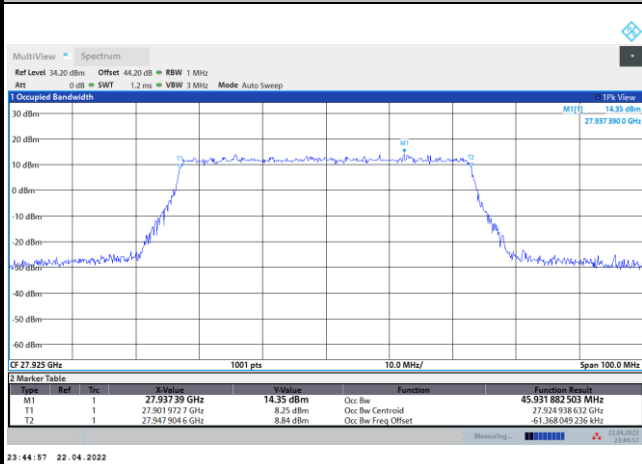 MultiView Spectrum
Ref Level 34.20 dBm Offset 44.20 dB RBW 1 MHz
Att 0 dB SWT 1.2 ms VBW 3 MHz Mode Auto Sweep
1 Occupied Bandwidth 1Pk View
M1[1] 14.35 dBm
27.937 390 0 GHz
30 dBm
20 dBm
M1
T1
T2
10 dBm
0 dBm
-10 dBm
-20 dBm
-30 dBm
-40 dBm
-50 dBm
-60 dBm
CF 27.925 GHz 1001 pts 10.0 MHz/ Span 100.0 MHz
2 Marker Table
Type Ref Trc X-Value Y-Value Function Function Result
M1 1 27.937 39 GHz 14.35 dBm Occ Bw 45.931 882 503 MHz
T1 1 27.901 972 7 GHz 8.25 dBm Occ Bw Centroid 27.924 938 632 GHz
T2 1 27.947 904 6 GHz 8.84 dBm Occ Bw Freq Offset -61.368 049 236 kHz
Measuring... 22.04.2022
23:44:57
23:44:57 22.04.2022